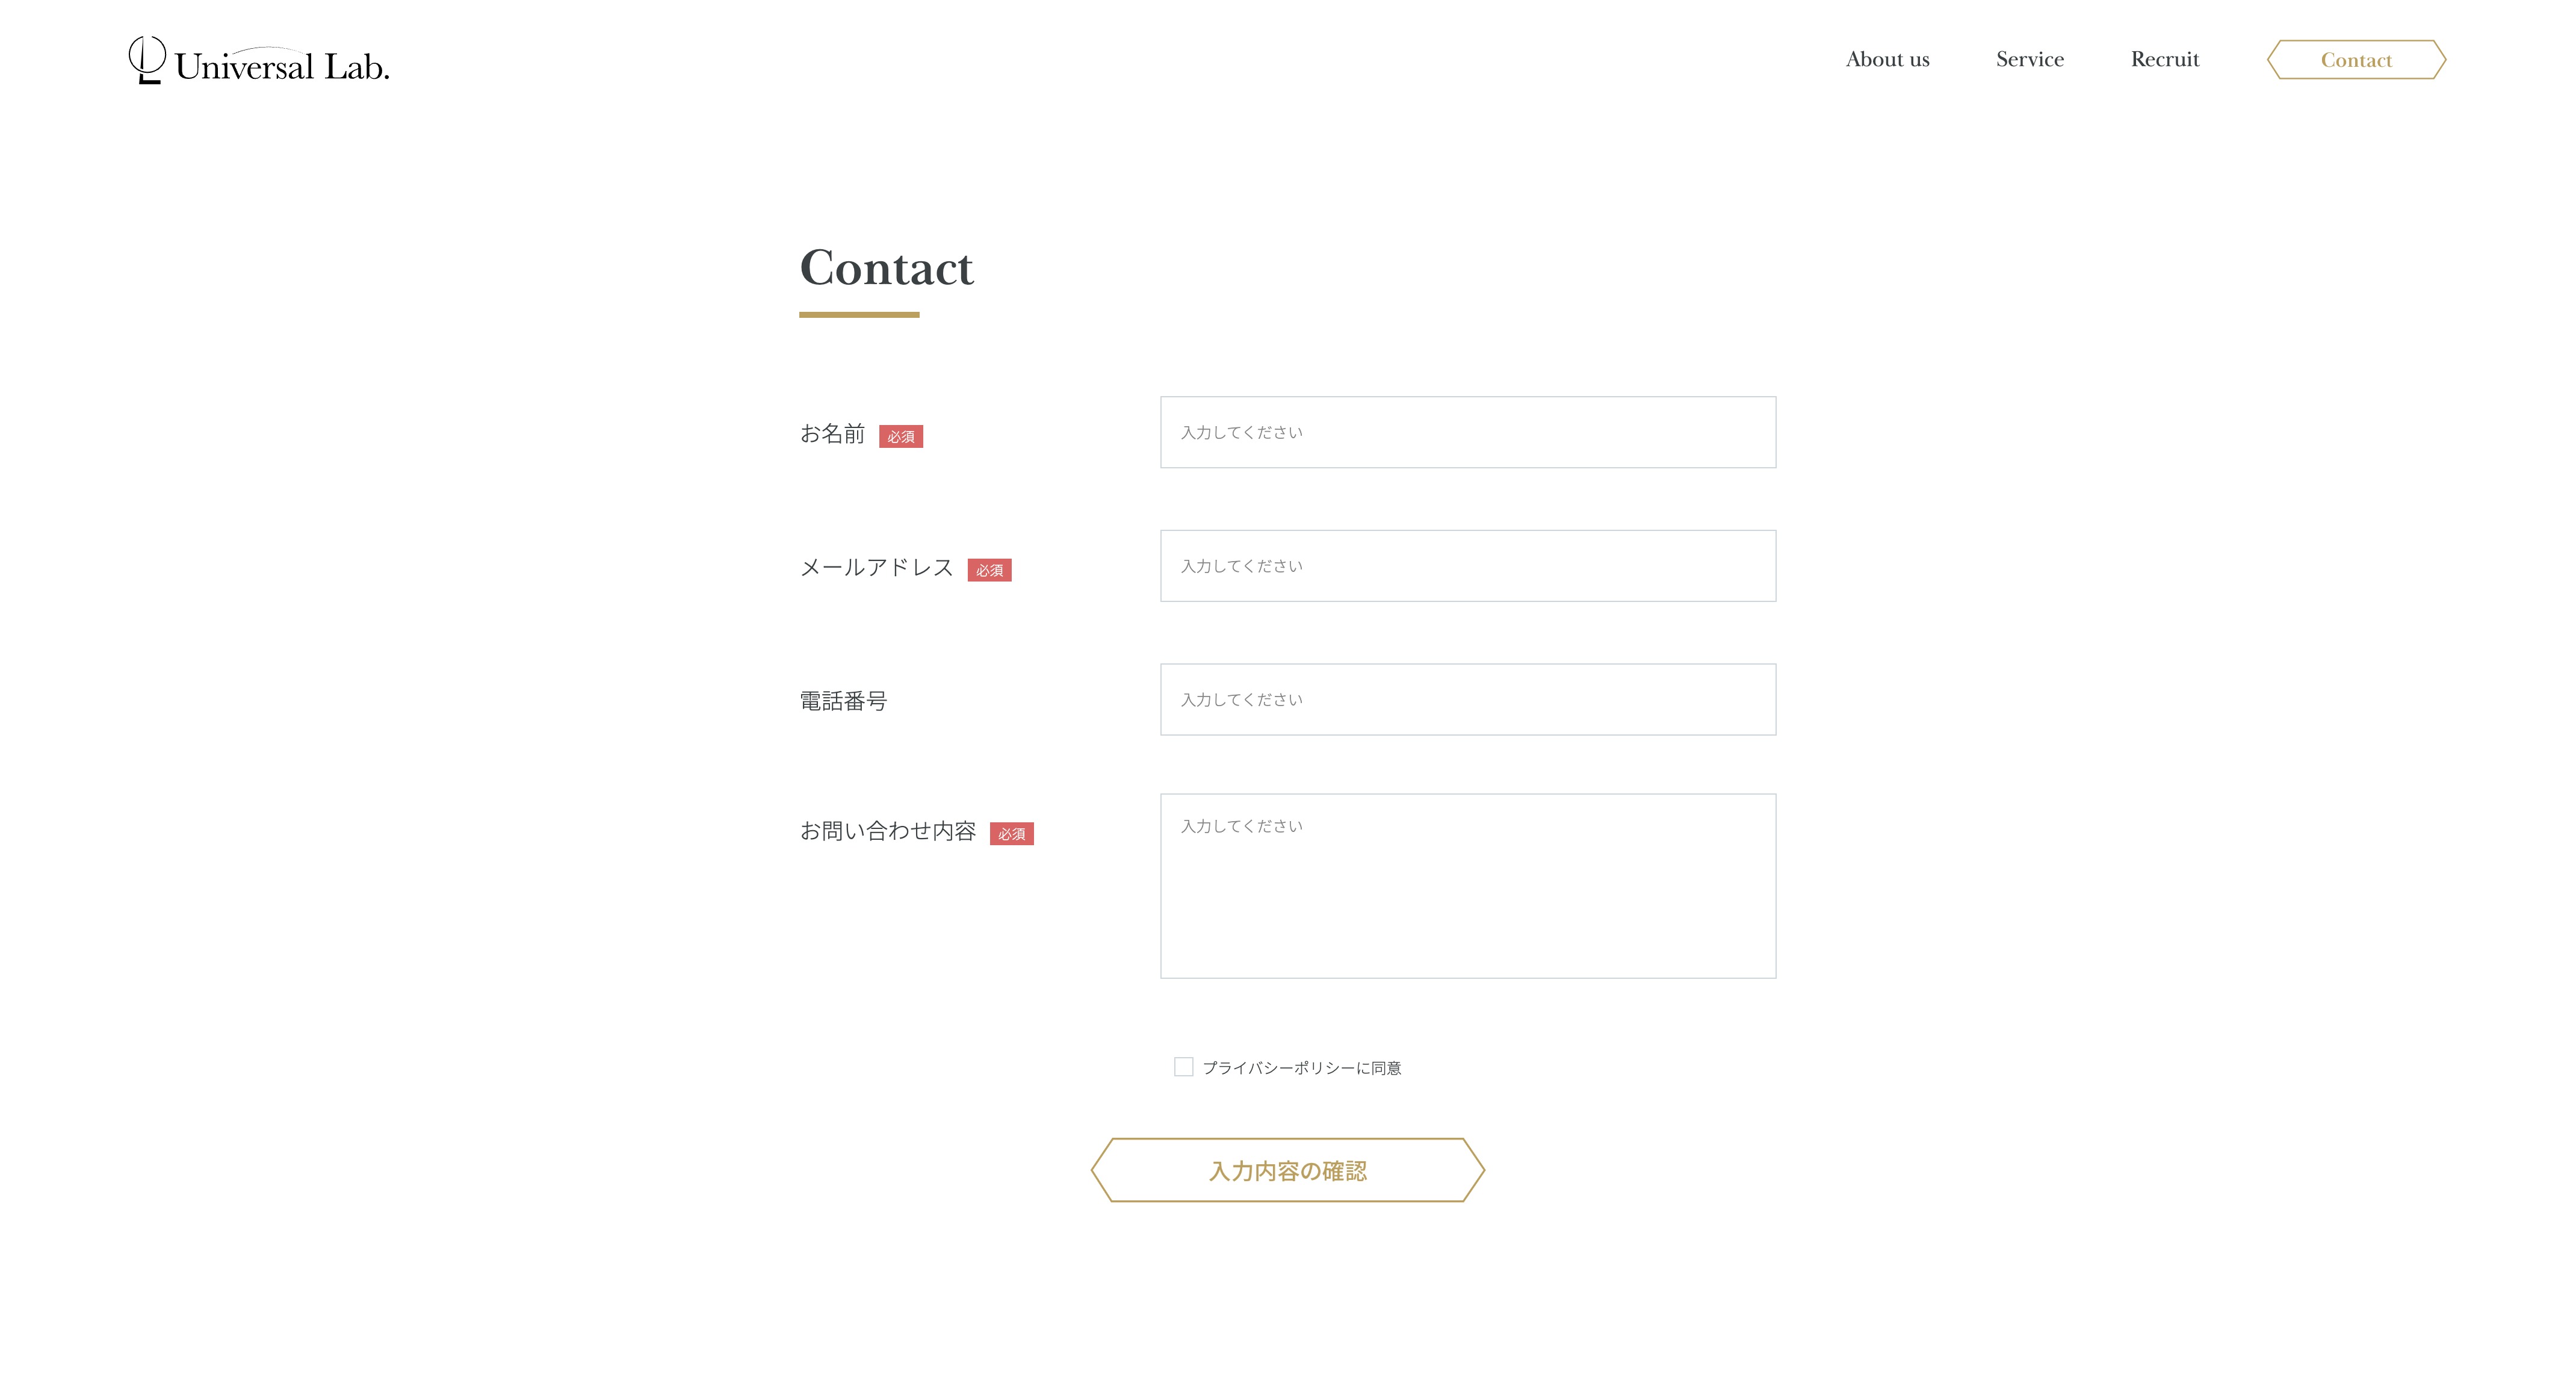 Universal Lab.
About us
Service
Recruit
Contact
Contact
お名前 必須
入力してください
メールアドレス 必須
入力してください
電話番号
入力してください
お問い合わせ内容 必須
入力してください
プライバシーポリシーに同意
入力内容の確認